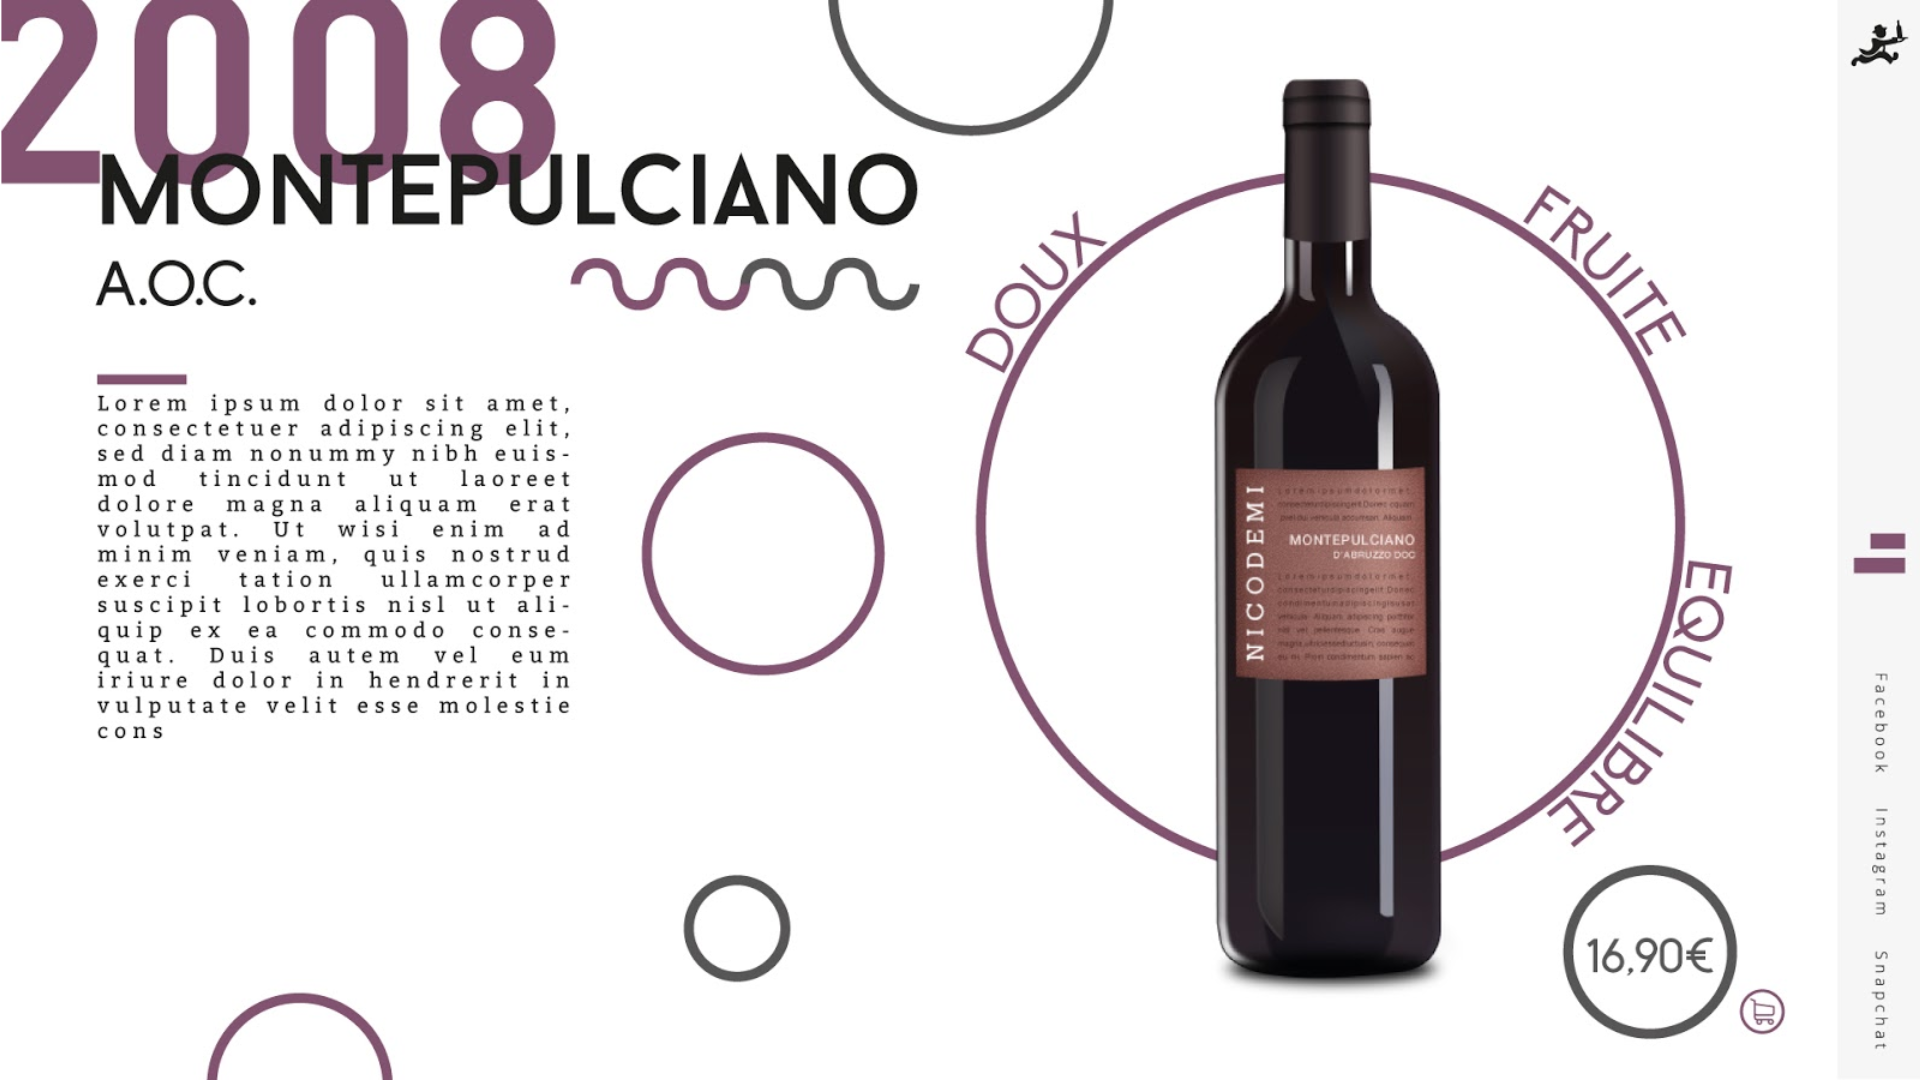 2008
MONTEPULCIANO
A.O.C.
Lorem ipsum dolor sit amet,
consectetuer adipiscing elit,
sed diam nonummy nibh euis-
mod tincidunt ut laoreet
dolore magna aliquam erat
volutpat. Ut wisi enim ad
minim veniam, quis nostrud
exerci tation ullamcorper
suscipit lobortis nisl ut ali-
quip ex ea commodo conse-
quat. Duis autem vel eum
iriure dolor in hendrerit in
vulputate velit esse molestie
cons
DOUX
FRUITE
EQUILIBRE
NICODEMI
MONTEPULCIANO
D'ABRUZZO DOC
16,90€
Facebook
Instagram
Snapchat